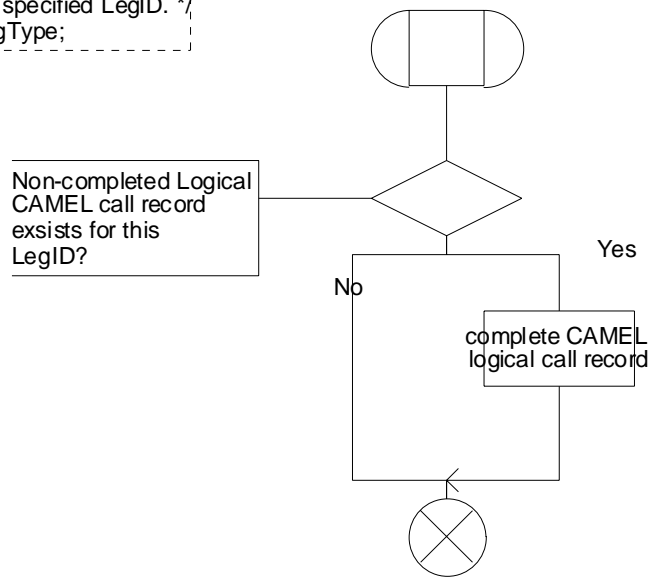 specified LegID. */
gType;
Non-completed Logical
CAMEL call record
exsists for this
LegID?
Yes
No
complete CAMEL
logical call record